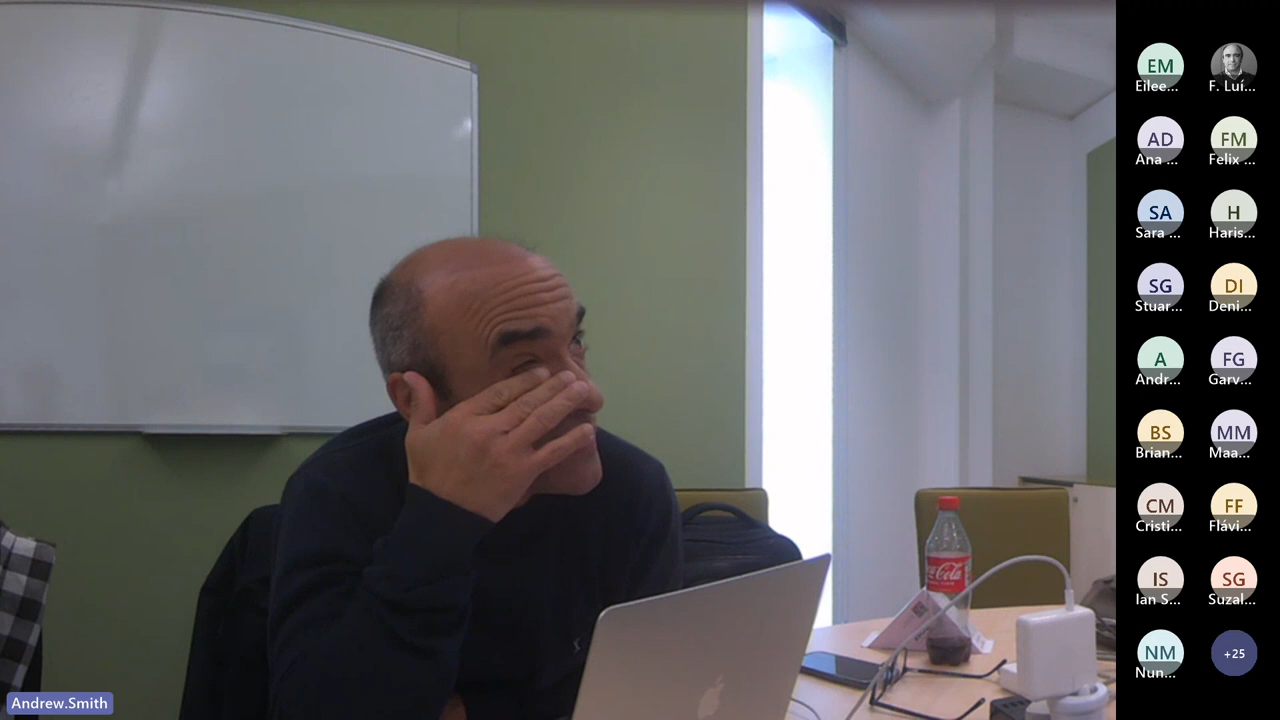 EM
Eilee...
F. Luí...
AD
Ana ...
FM
Felix ...
SA
Sara ...
H
Haris...
SG
Stuar...
DI
Deni...
A
Andr...
FG
Garv...
BS
Brian...
MM
Maa...
CM
Cristi...
FF
Flávi...
IS
Ian S...
SG
Suzal...
NM
Nun...
+25
Coca-Cola
Andrew.Smith